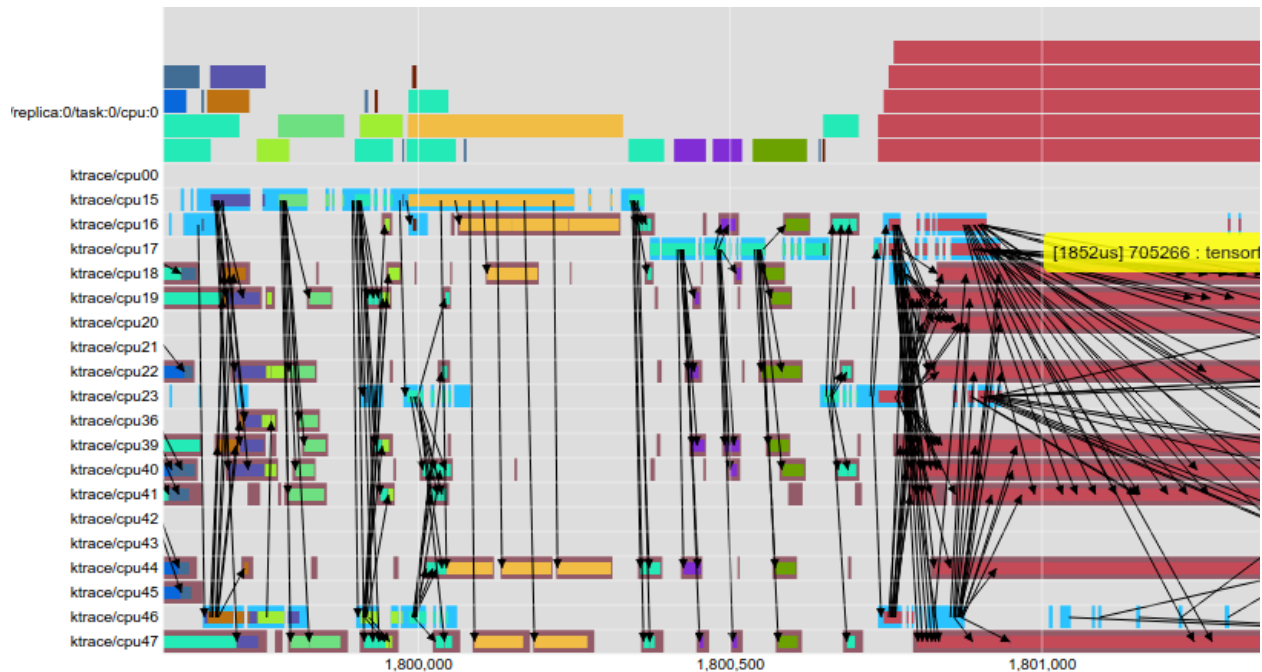 /replica:0/task:0/cpu:0
ktrace/cpu00
ktrace/cpu15
ktrace/cpu16
ktrace/cpu17
[1852us] 705266 : tensorf
ktrace/cpu18
ktrace/cpu19
ktrace/cpu20
ktrace/cpu21
ktrace/cpu22
ktrace/cpu23
ktrace/cpu36
ktrace/cpu39
ktrace/cpu40
ktrace/cpu41
ktrace/cpu42
ktrace/cpu43
ktrace/cpu44
ktrace/cpu45
ktrace/cpu46
ktrace/cpu47
1,800,000 1,800,500 1,801,000